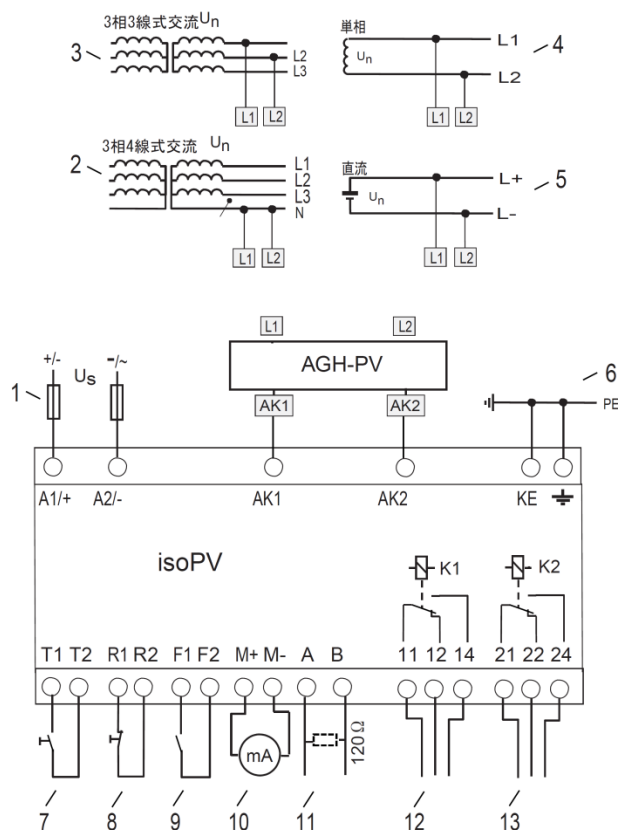 3相3線式交流Un
3
L2
L3
L1
L2
単相
Un
L1
4
L2
L1
L2
3相4線式交流 Un
2
L1
L2
L3
N
L1
L2
直流
Un
L+
5
L-
L1
L2
L1
L2
AGH-PV
AK1
AK2
1
+/-
Us
-/~
6
PE
A1/+
A2/-
AK1
AK2
KE
isoPV
K1
K2
T1 T2 R1 R2 F1 F2 M+ M- A B 11 12 14 21 22 24
mA
120Ω
7 8 9 10 11 12 13